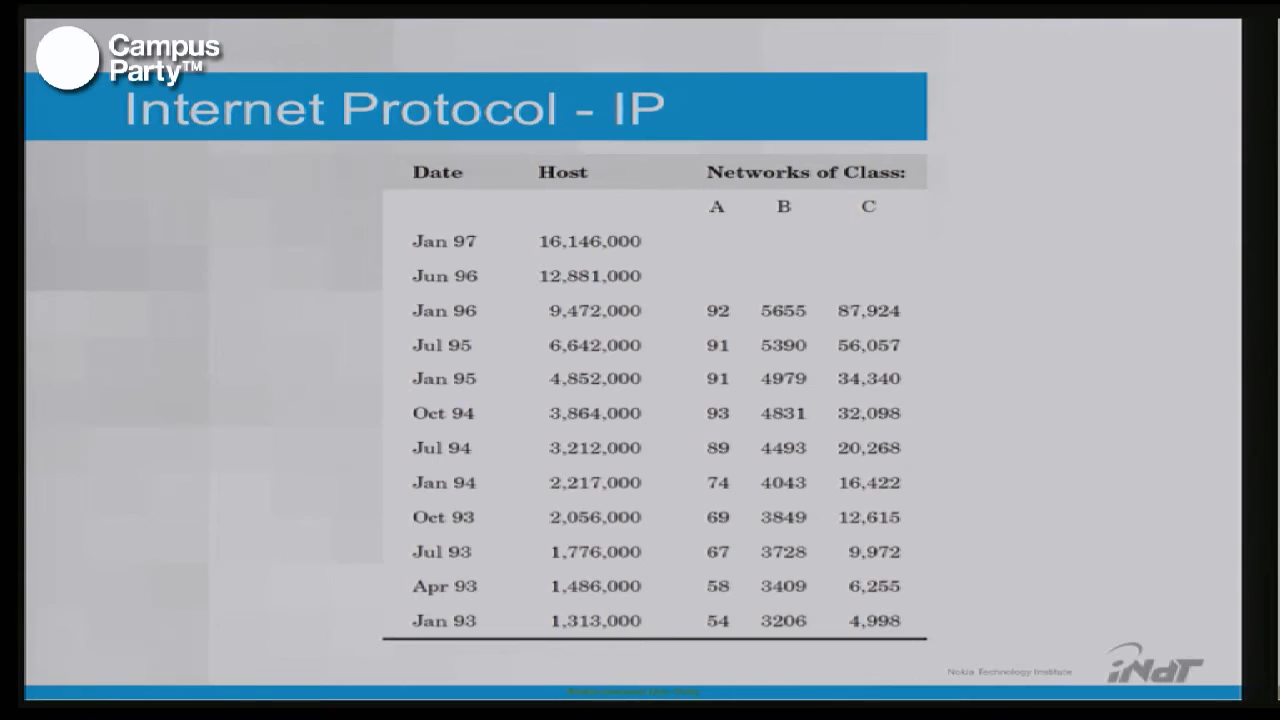 Campus
Party™
Internet Protocol - IP
Date Host Networks of Class:
A B C
Jan 97 16,146,000
Jun 96 12,881,000
Jan 96 9,472,000 92 5655 87,924
Jul 95 6,642,000 91 5390 56,057
Jan 95 4,852,000 91 4979 34,340
Oct 94 3,864,000 93 4831 32,098
Jul 94 3,212,000 89 4493 20,268
Jan 94 2,217,000 74 4043 16,422
Oct 93 2,056,000 69 3849 12,615
Jul 93 1,776,000 67 3728 9,972
Apr 93 1,486,000 58 3409 6,255
Jan 93 1,313,000 54 3206 4,998
Nokia Technology Institute
iNdT